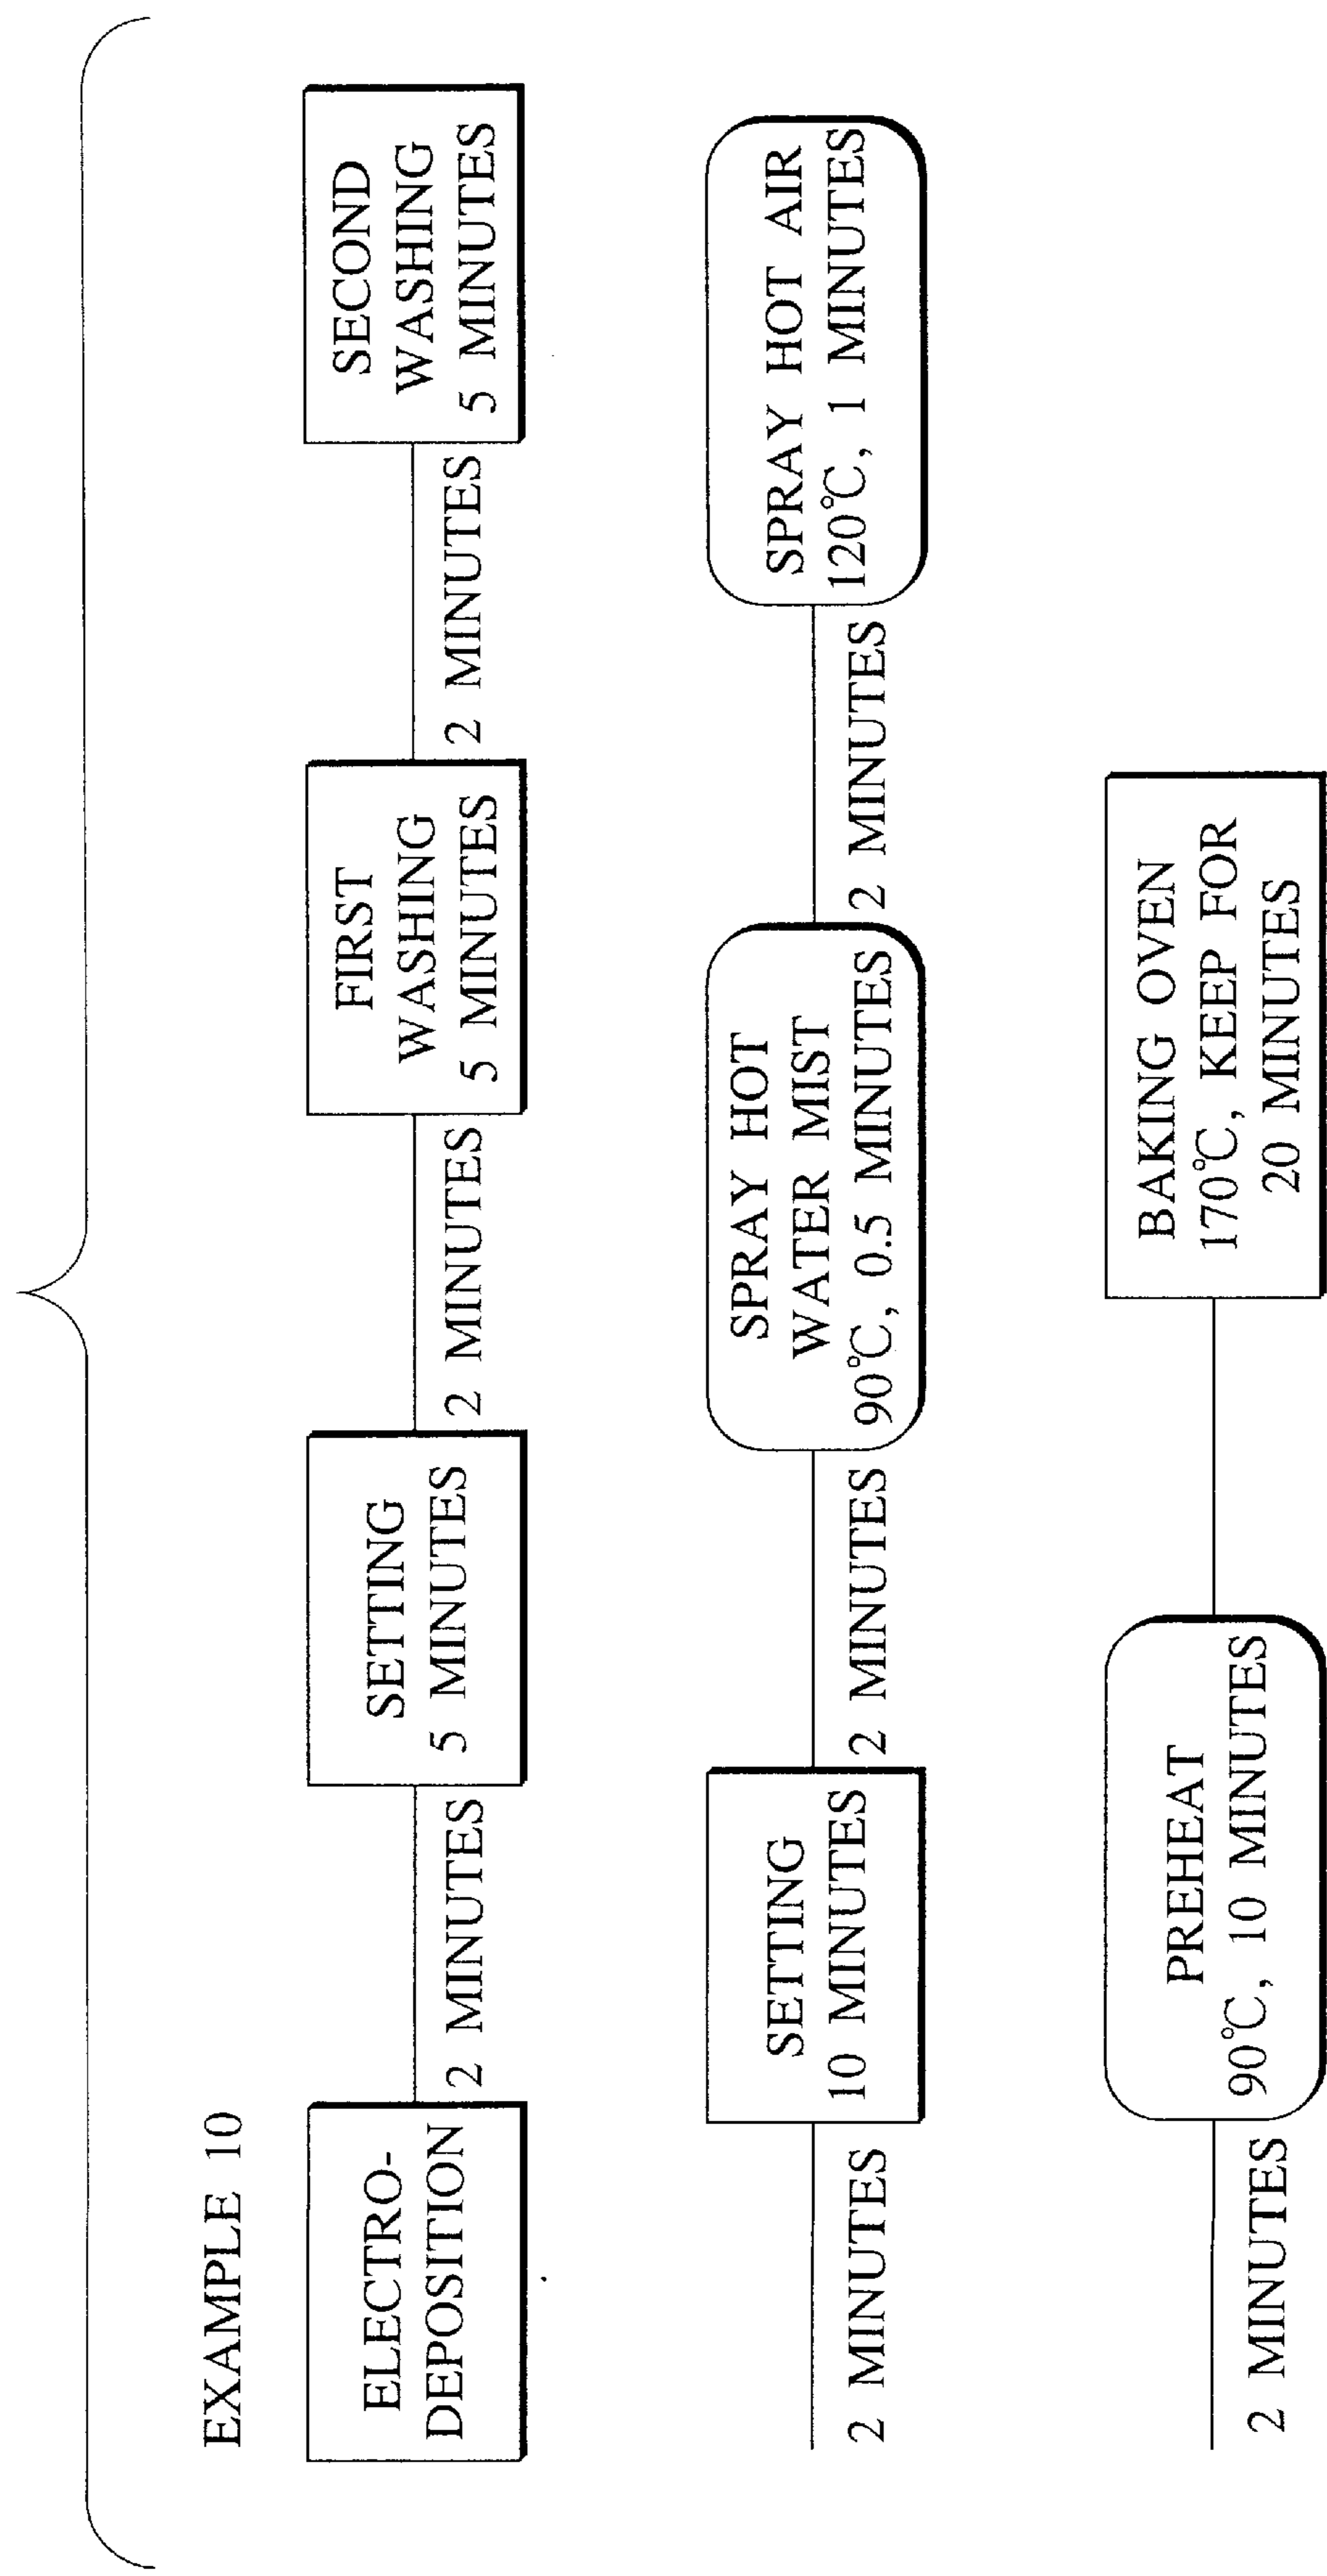 EXAMPLE 10
ELECTRO-
DEPOSITION
2 MINUTES
SETTING
5 MINUTES
2 MINUTES
FIRST
WASHING
5 MINUTES
2 MINUTES
SECOND
WASHING
5 MINUTES
2 MINUTES
SETTING
10 MINUTES
2 MINUTES
SPRAY HOT
WATER MIST
90℃, 0.5 MINUTES
2 MINUTES
SPRAY HOT AIR
120℃, 1 MINUTES
2 MINUTES
PREHEAT
90℃, 10 MINUTES
BAKING OVEN
170℃, KEEP FOR
20 MINUTES